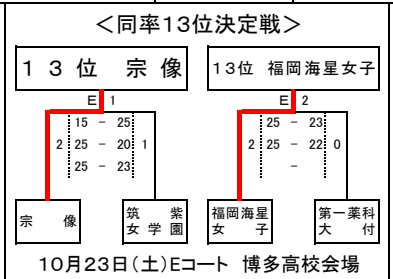 ＜同率13位決定戦＞
13位 宗像
13位 福岡海星女子
E 1
E 2
15 - 25
2 25 - 20 1
25 - 23
25 - 23
2 25 - 22 0
-
宗 像
筑 紫
女 学 園
福岡海星
女 子
第一薬科
大 付
10月23日(土)Eコート 博多高校会場